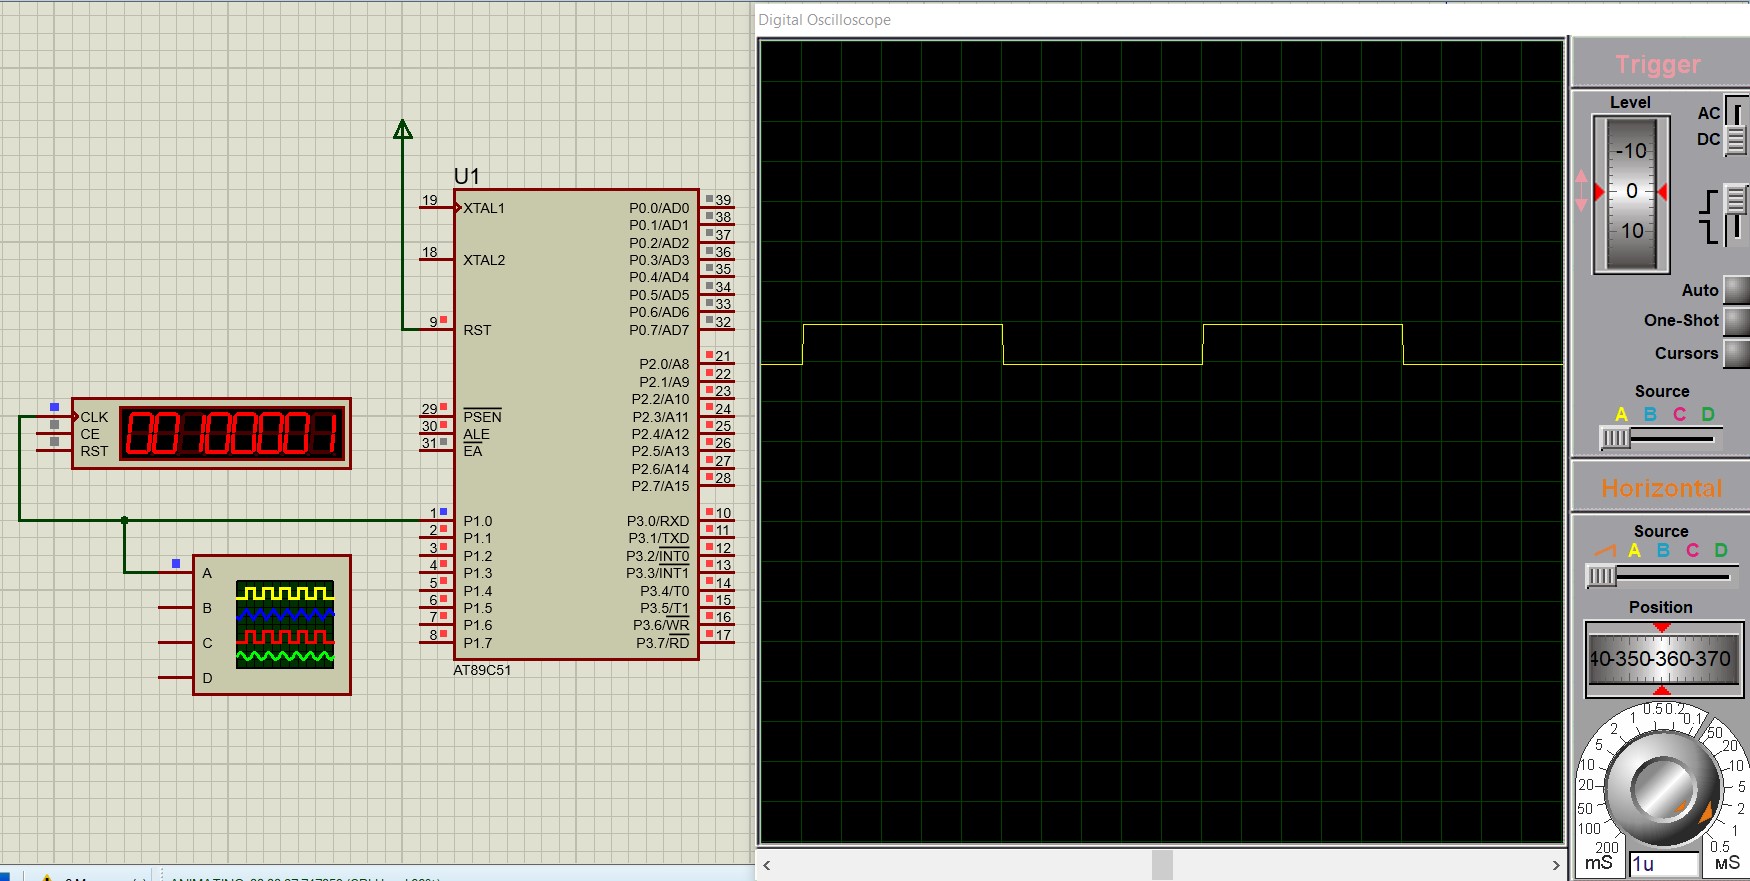 Digital Oscilloscope
U1
19
XTAL1
18
XTAL2
9
RST
29
PSEN
30
ALE
31
EA
1
P1.0
2
P1.1
3
P1.2
4
P1.3
5
P1.4
6
P1.5
7
P1.6
8
P1.7
P0.0/AD0
39
P0.1/AD1
38
P0.2/AD2
37
P0.3/AD3
36
P0.4/AD4
35
P0.5/AD5
34
P0.6/AD6
33
P0.7/AD7
32
P2.0/A8
21
P2.1/A9
22
P2.2/A10
23
P2.3/A11
24
P2.4/A12
25
P2.5/A13
26
P2.6/A14
27
P2.7/A15
28
P3.0/RXD
10
P3.1/TXD
11
P3.2/INT0
12
P3.3/INT1
13
P3.4/T0
14
P3.5/T1
15
P3.6/WR
16
P3.7/RD
17
AT89C51
CLK
CE
RST
00100001
A
B
C
D
Trigger
Level
-10
0
10
AC
DC
Auto
One-Shot
Cursors
Source
A B C D
Horizontal
Source
A B C D
Position
40-350-360-370
200
100
50
20
10
5
2
1
0.5
0.2
0.1
50
20
10
5
2
1
0.5
mS
1u